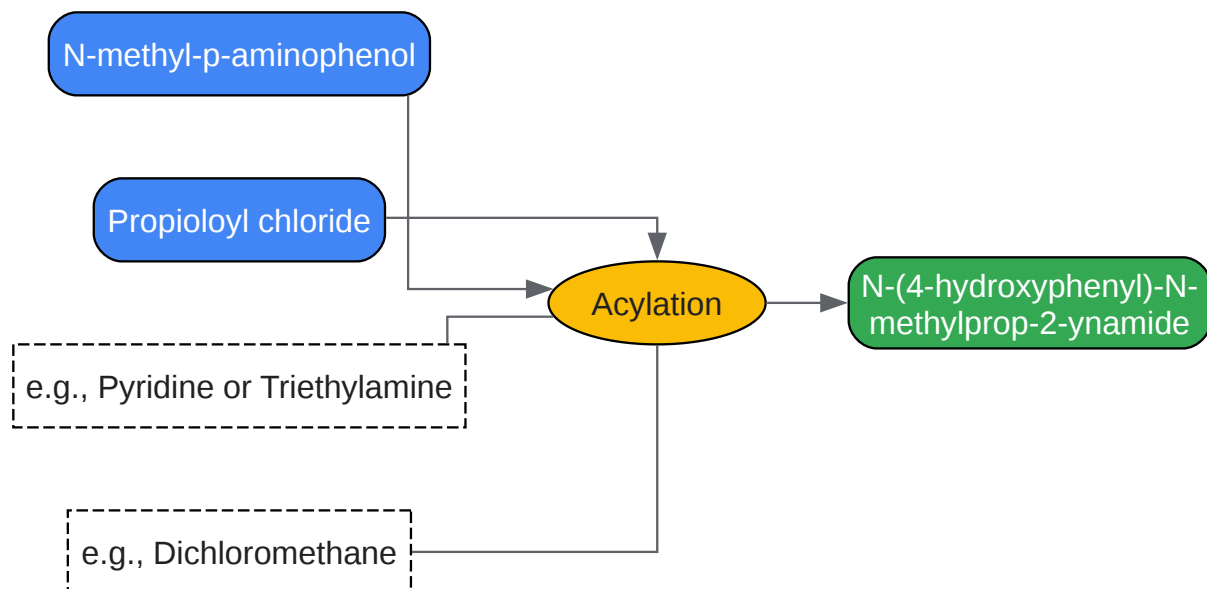 N-methyl-p-aminophenol
Propioloyl chloride
Acylation
N-(4-hydroxyphenyl)-N-
methylprop-2-ynamide
e.g., Pyridine or Triethylamine
e.g., Dichloromethane